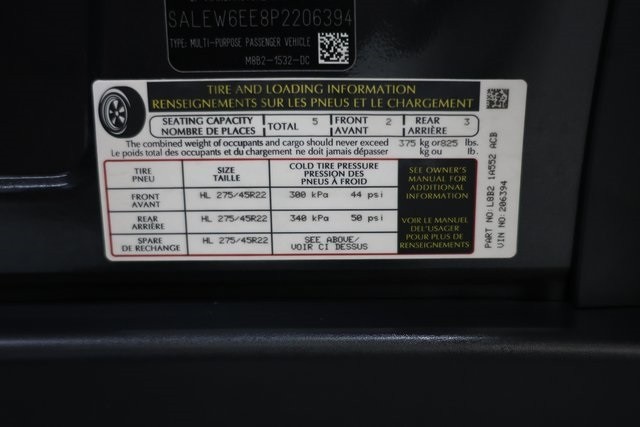 SALEW6EE8P2206394
TYPE: MULTI-PURPOSE PASSENGER VEHICLE
M8B2-1532-DC
TIRE AND LOADING INFORMATION
RENSEIGNEMENTS SUR LES PNEUS ET LE CHARGEMENT
SEATING CAPACITY
NOMBRE DE PLACES
TOTAL 5
FRONT 2
AVANT
REAR 3
ARRIÈRE
The combined weight of occupants and cargo should never exceed 375 kg or 825 lbs.
Le poids total des occupants et du chargement ne doit jamais dépasser kg ou lb.
TIRE
PNEU
SIZE
TAILLE
COLD TIRE PRESSURE
PRESSION DES
PNEUS À FROID
FRONT
AVANT
HL 275/45R22
300 kPa 44 psi
REAR
ARRIÈRE
HL 275/45R22
340 kPa 50 psi
SPARE
DE RECHANGE
HL 275/45R22
SEE ABOVE/
VOIR CI DESSUS
SEE OWNER'S
MANUAL FOR
ADDITIONAL
INFORMATION
VOIR LE MANUEL
DEL'USAGER
POUR PLUS DE
RENSEIGNEMENTS
PART NO: L8B2 1A552 ACB
VIN NO: 206394